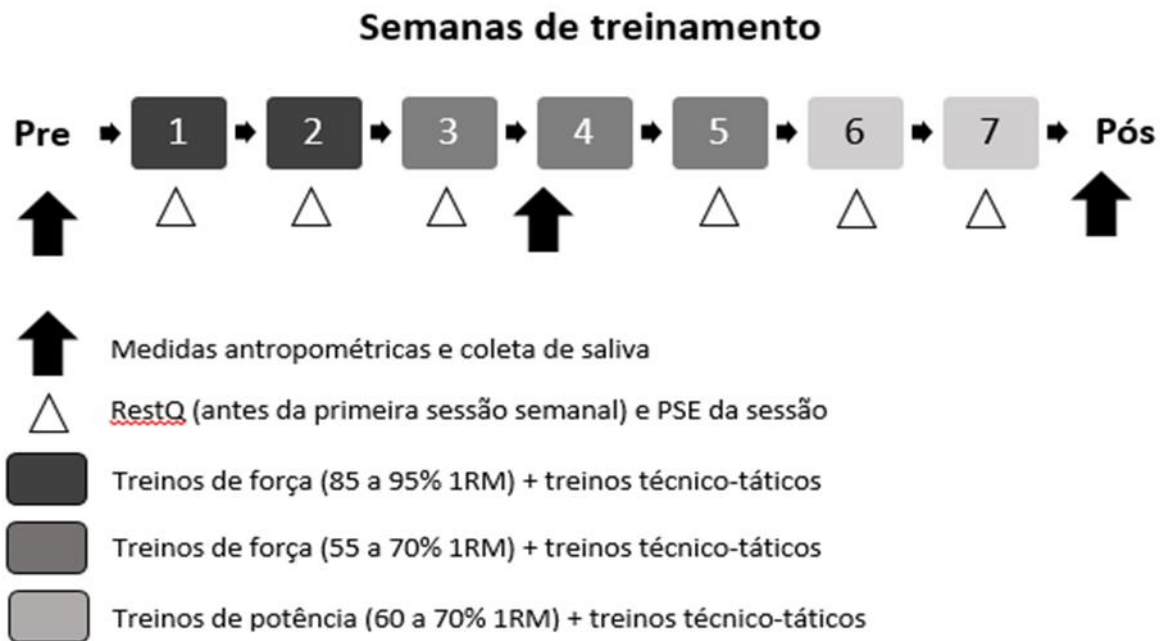 Semanas de treinamento
Pre 1 2 3 4 5 6 7 Pós
Medidas antropométricas e coleta de saliva
RestQ (antes da primeira sessão semanal) e PSE da sessão
Treinos de força (85 a 95% 1RM) + treinos técnico-táticos
Treinos de força (55 a 70% 1RM) + treinos técnico-táticos
Treinos de potência (60 a 70% 1RM) + treinos técnico-táticos